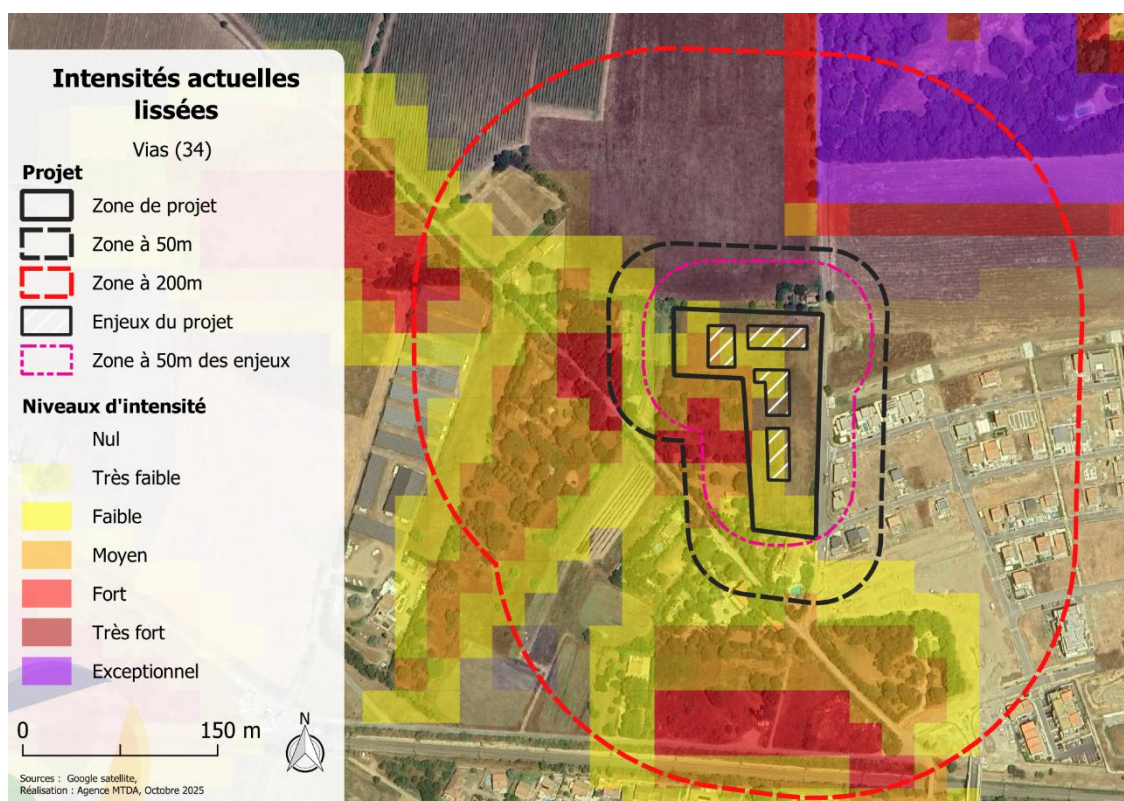 Intensités actuelles
lissées
Vias (34)
Projet
Zone de projet
Zone à 50m
Zone à 200m
Enjeux du projet
Zone à 50m des enjeux
Niveaux d'intensité
Nul
Très faible
Faible
Moyen
Fort
Très fort
Exceptionnel
0
150 m
N
Sources : Google satellite,
Réalisation : Agence MTDA, Octobre 2025